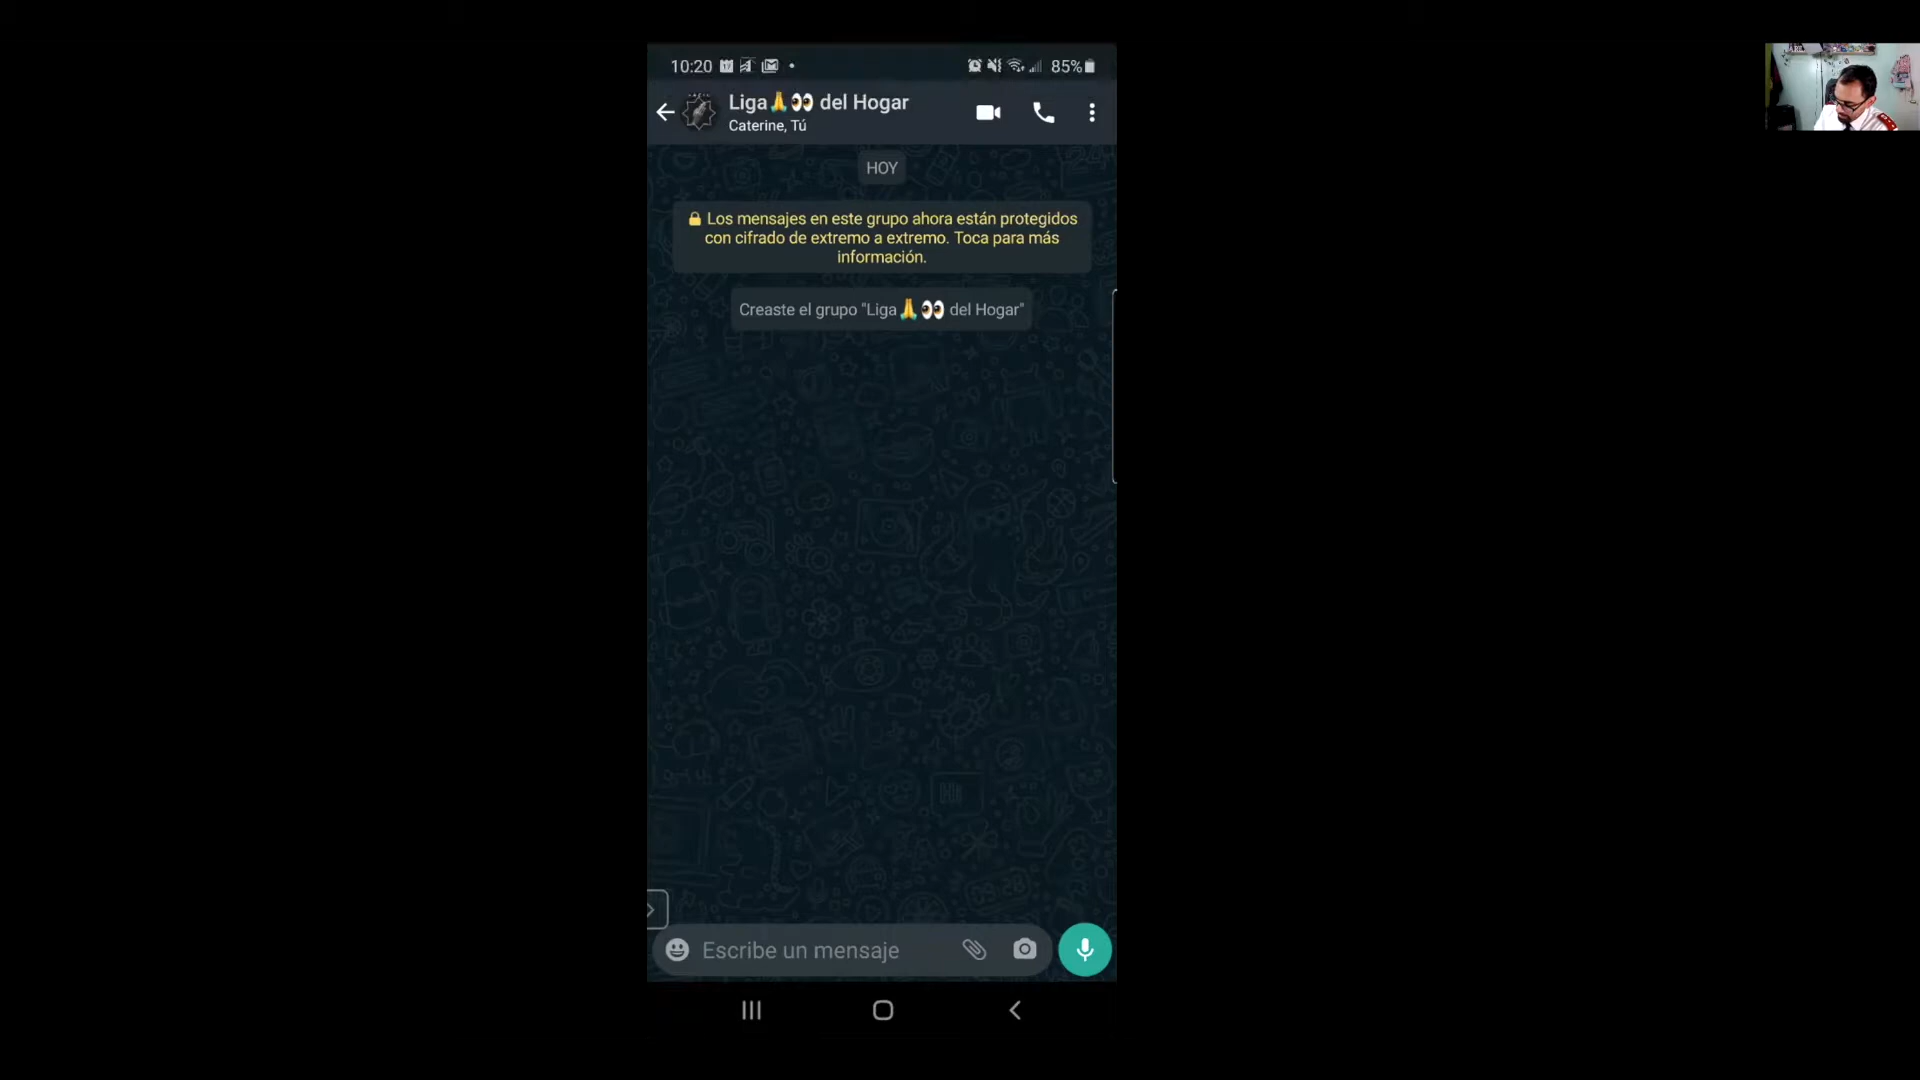 10:20
85%
Liga🙏👀 del Hogar
Caterine, Tú
HOY
Los mensajes en este grupo ahora están protegidos
con cifrado de extremo a extremo. Toca para más
información.
Creaste el grupo "Liga🙏👀 del Hogar"
Escribe un mensaje